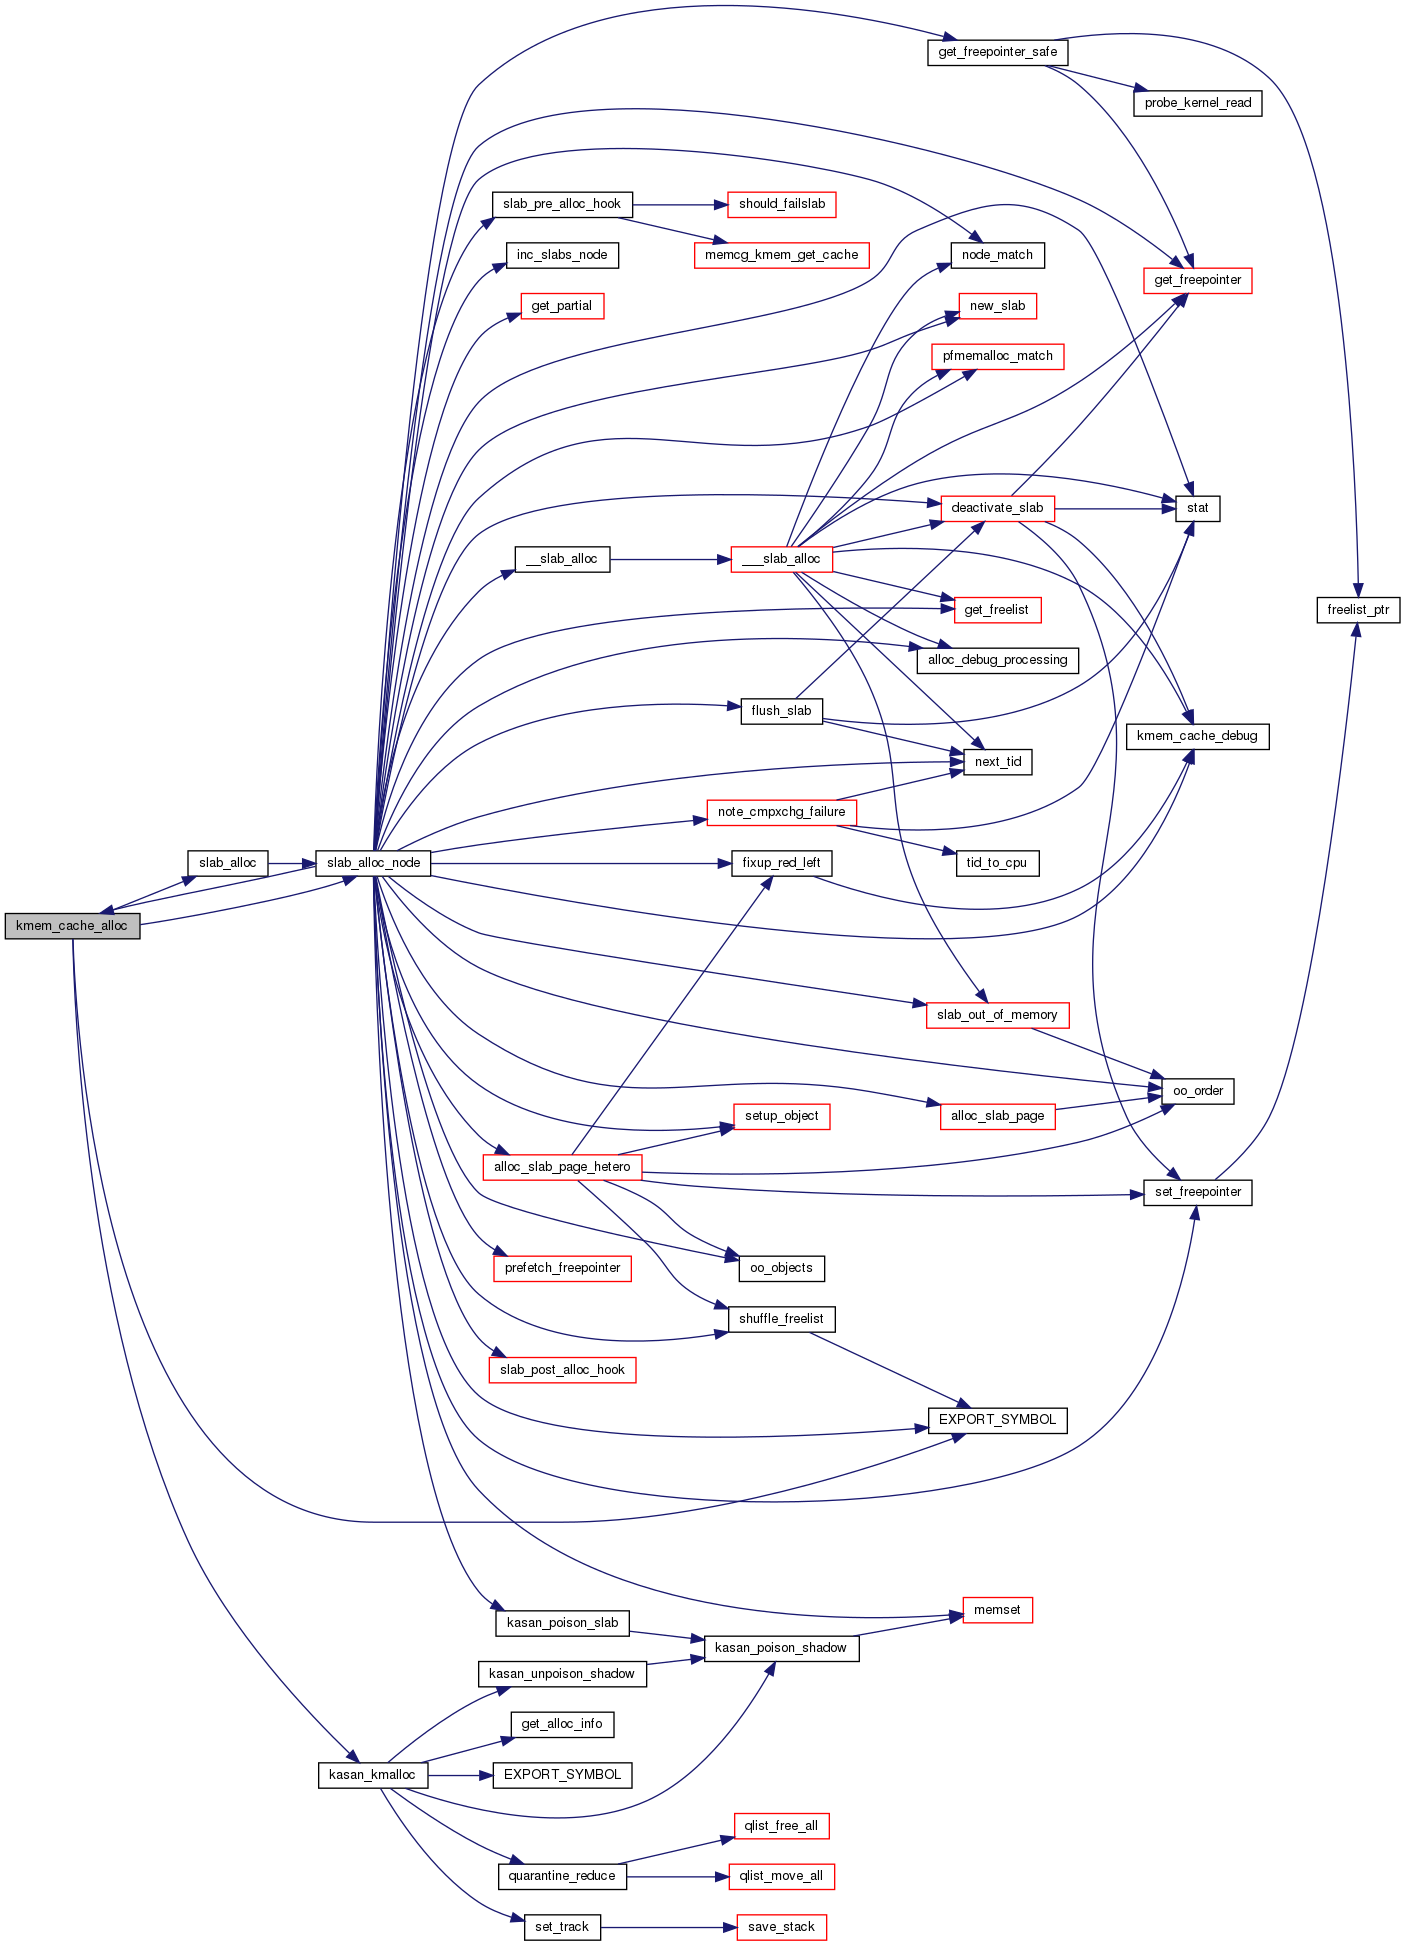 get_freepointer_safe
probe_kernel_read
slab_pre_alloc_hook
should_failslab
inc_slabs_node
memcg_kmem_get_cache
node_match
get_freepointer
get_partial
new_slab
pfmemalloc_match
deactivate_slab
stat
__slab_alloc
___slab_alloc
get_freelist
freelist_ptr
alloc_debug_processing
flush_slab
kmem_cache_debug
next_tid
note_cmpxchg_failure
slab_alloc
slab_alloc_node
fixup_red_left
tid_to_cpu
kmem_cache_alloc
slab_out_of_memory
oo_order
setup_object
alloc_slab_page
alloc_slab_page_hetero
set_freepointer
prefetch_freepointer
oo_objects
shuffle_freelist
slab_post_alloc_hook
EXPORT_SYMBOL
memset
kasan_poison_slab
kasan_poison_shadow
kasan_unpoison_shadow
get_alloc_info
kasan_kmalloc
EXPORT_SYMBOL
qlist_free_all
quarantine_reduce
qlist_move_all
set_track
save_stack